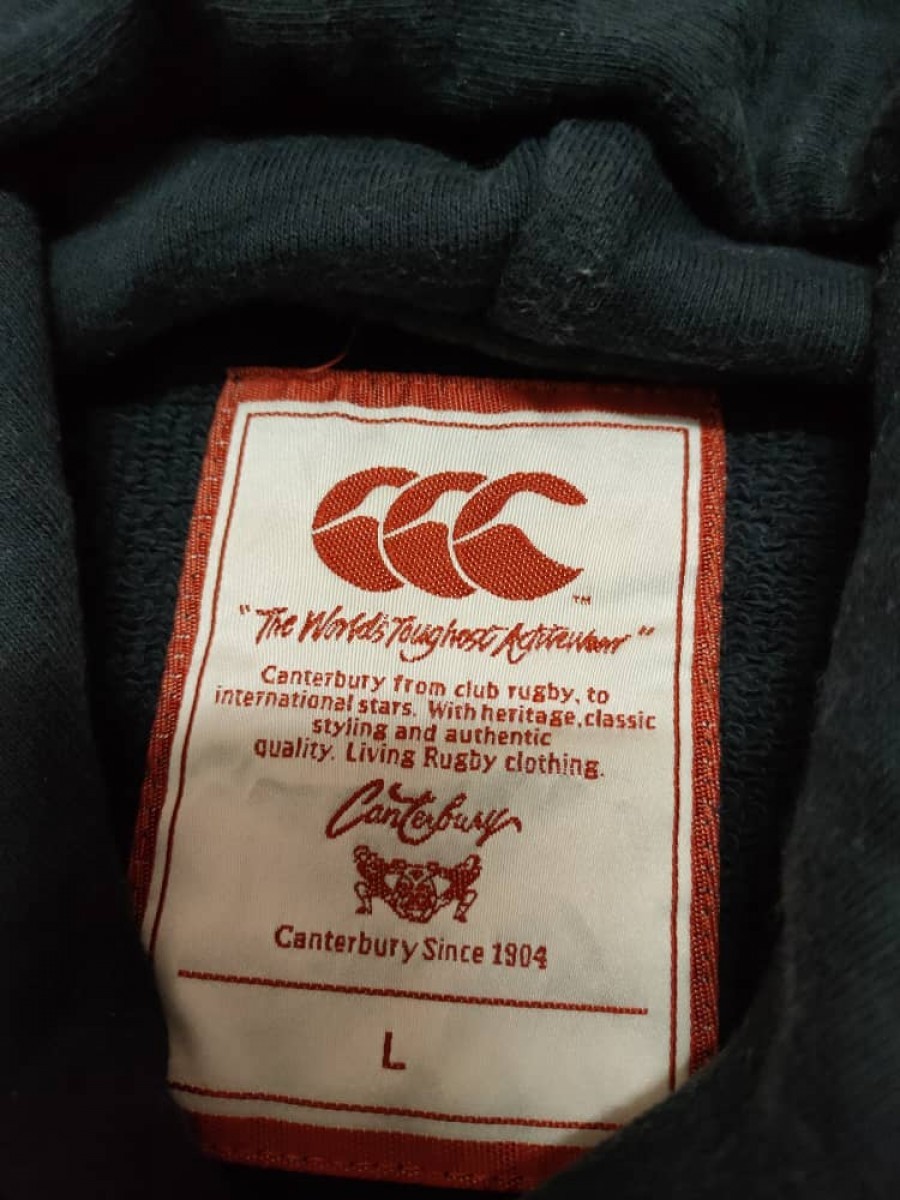 CCC™
"The World's Toughest Activewear"
Canterbury from club rugby, to
international stars. With heritage, classic
styling and authentic
quality. Living Rugby clothing.
Canterbury
Canterbury Since 1904
L